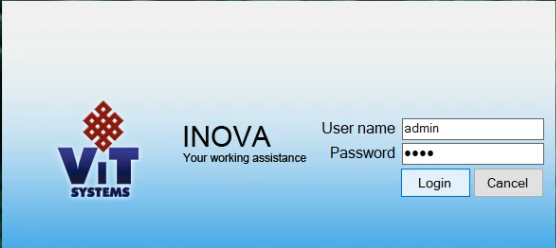 INOVA
Your working assistance
User name admin
Password ●●●●
Login Cancel
ViT
SYSTEMS